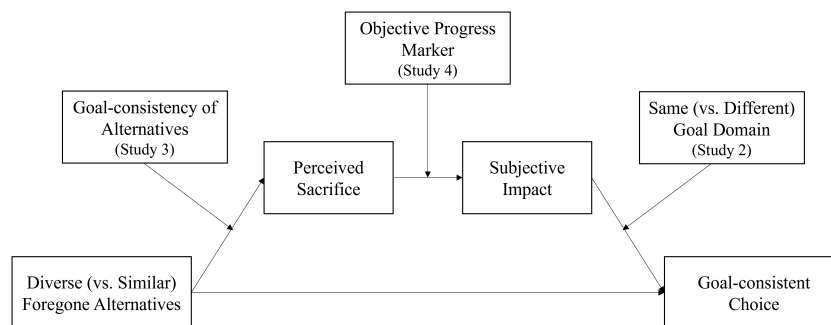 Objective Progress
Marker
(Study 4)
Goal-consistency of
Alternatives
(Study 3)
Same (vs. Different)
Goal Domain
(Study 2)
Perceived
Sacrifice
Subjective
Impact
Diverse (vs. Similar)
Foregone Alternatives
Goal-consistent
Choice